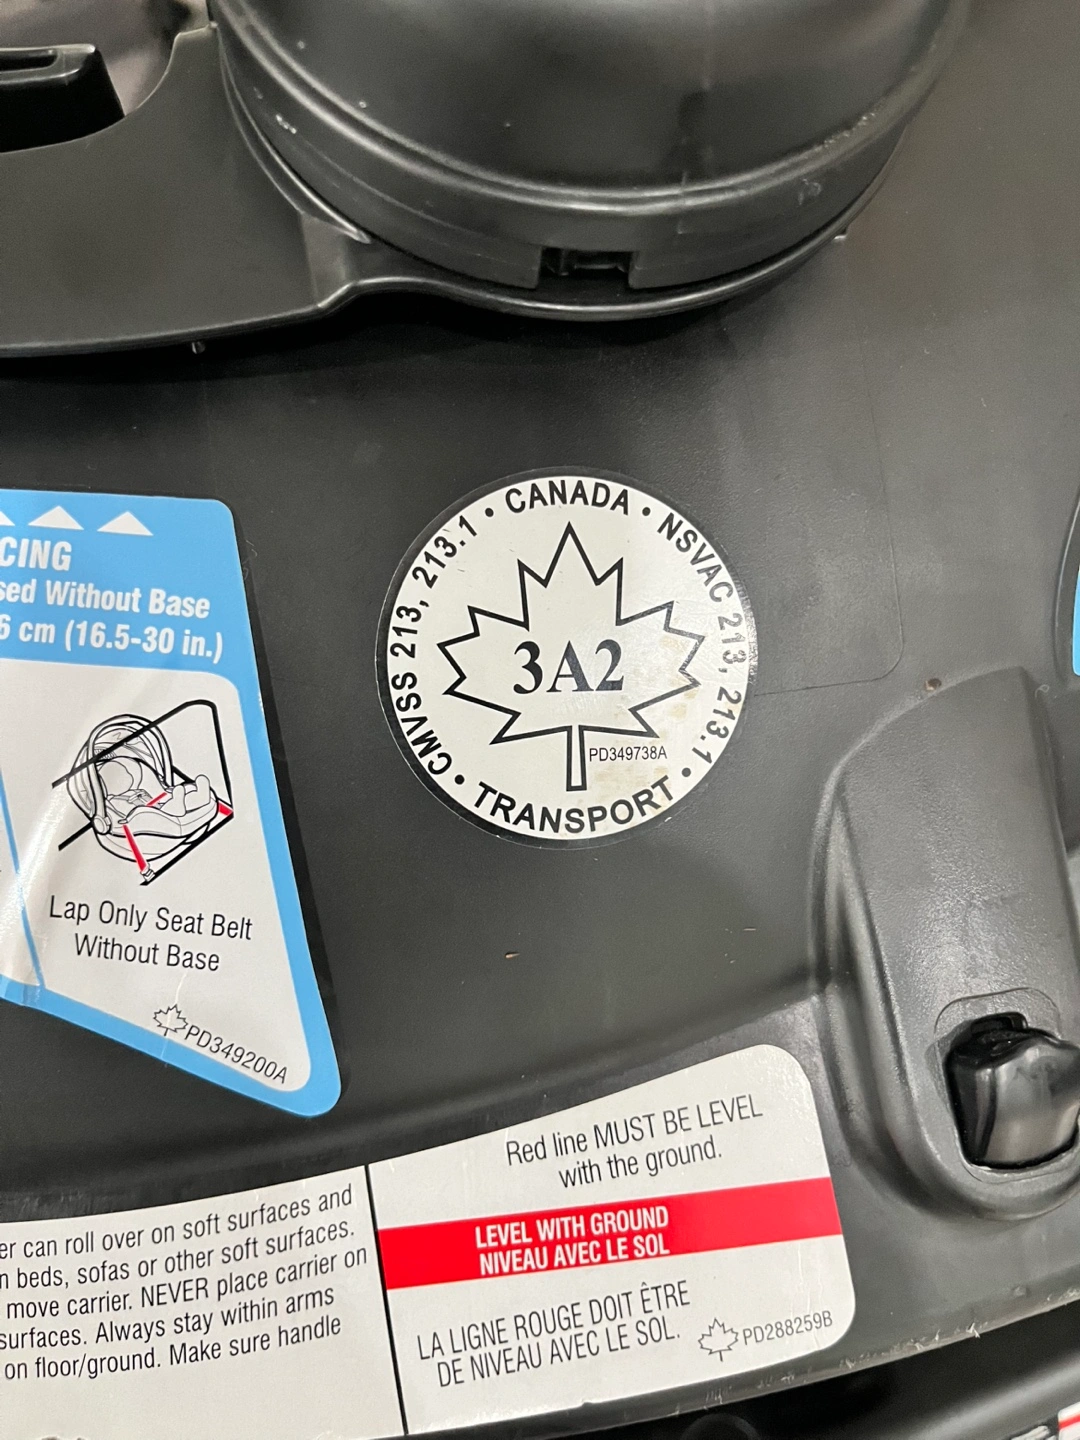 CING
sed Without Base
6 cm (16.5-30 in.)
Lap Only Seat Belt
Without Base
PD349200A
• CANADA •
NSVAC 213, 213.1 •
TRANSPORT
• CMVSS 213, 213.1
3A2
PD349738A
er can roll over on soft surfaces and
n beds, sofas or other soft surfaces.
move carrier. NEVER place carrier on
surfaces. Always stay within arms
on floor/ground. Make sure handle
Red line MUST BE LEVEL
with the ground.
LEVEL WITH GROUND
NIVEAU AVEC LE SOL
LA LIGNE ROUGE DOIT ÊTRE
DE NIVEAU AVEC LE SOL.
PD288259B